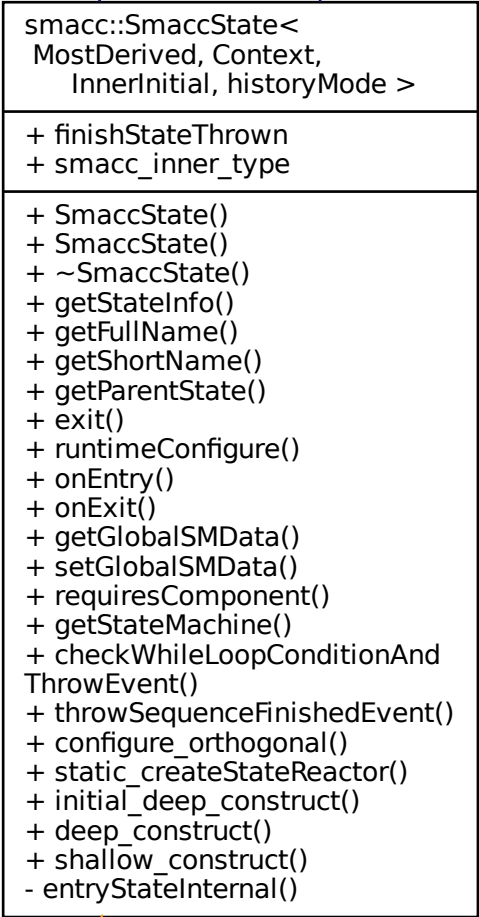 smacc::SmaccState<
MostDerived, Context,
InnerInitial, historyMode >
+ finishStateThrown
+ smacc_inner_type
+ SmaccState()
+ SmaccState()
+ ~SmaccState()
+ getStateInfo()
+ getFullName()
+ getShortName()
+ getParentState()
+ exit()
+ runtimeConfigure()
+ onEntry()
+ onExit()
+ getGlobalSMData()
+ setGlobalSMData()
+ requiresComponent()
+ getStateMachine()
+ checkWhileLoopConditionAnd
ThrowEvent()
+ throwSequenceFinishedEvent()
+ configure_orthogonal()
+ static_createStateReactor()
+ initial_deep_construct()
+ deep_construct()
+ shallow_construct()
- entryStateInternal()